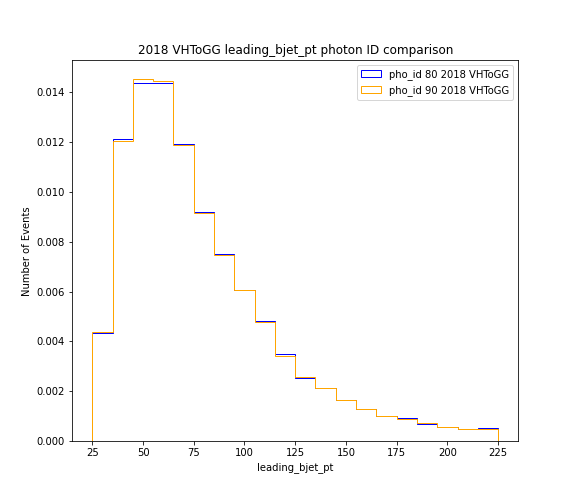 2018 VHToGG leading_bjet_pt photon ID comparison
pho_id 80 2018 VHToGG
pho_id 90 2018 VHToGG
Number of Events
0.014
0.012
0.010
0.008
0.006
0.004
0.002
0.000
25 50 75 100 125 150 175 200 225
leading_bjet_pt